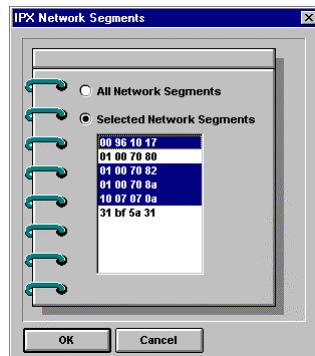 IPX Network Segments
All Network Segments
Selected Network Segments
00 96 10 17
01 00 70 80
01 00 70 82
01 00 70 8a
10 07 07 0a
31 bf 5a 31
OK Cancel